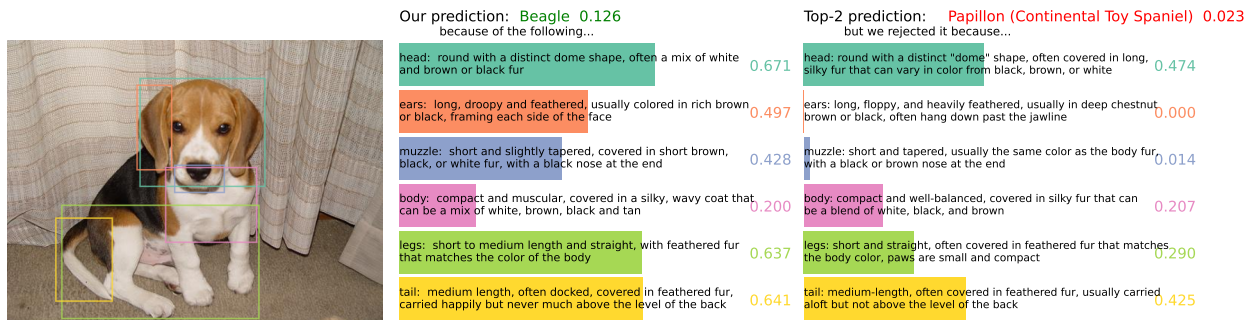 Our prediction: Beagle 0.126
because of the following...
head: round with a distinct dome shape, often a mix of white
and brown or black fur
0.671
ears: long, droopy and feathered, usually colored in rich brown
or black, framing each side of the face
0.497
muzzle: short and slightly tapered, covered in short brown,
black, or white fur, with a black nose at the end
0.428
body: compact and muscular, covered in a silky, wavy coat that
can be a mix of white, brown, black and tan
0.200
legs: short to medium length and straight, with feathered fur
that matches the color of the body
0.637
tail: medium length, often docked, covered in feathered fur,
carried happily but never much above the level of the back
0.641
Top-2 prediction: Papillon (Continental Toy Spaniel) 0.023
but we rejected it because...
head: round with a distinct "dome" shape, often covered in long,
silky fur that can vary in color from black, brown, or white
0.474
ears: long, floppy, and heavily feathered, usually in deep chestnut
brown or black, often hang down past the jawline
0.000
muzzle: short and tapered, usually the same color as the body fur,
with a black or brown nose at the end
0.014
body: compact and well-balanced, covered in silky fur that can
be a blend of white, black, and brown
0.207
legs: short and straight, often covered in feathered fur that matches
the body color, paws are small and compact
0.290
tail: medium-length, often covered in feathered fur, usually carried
aloft but not above the level of the back
0.425